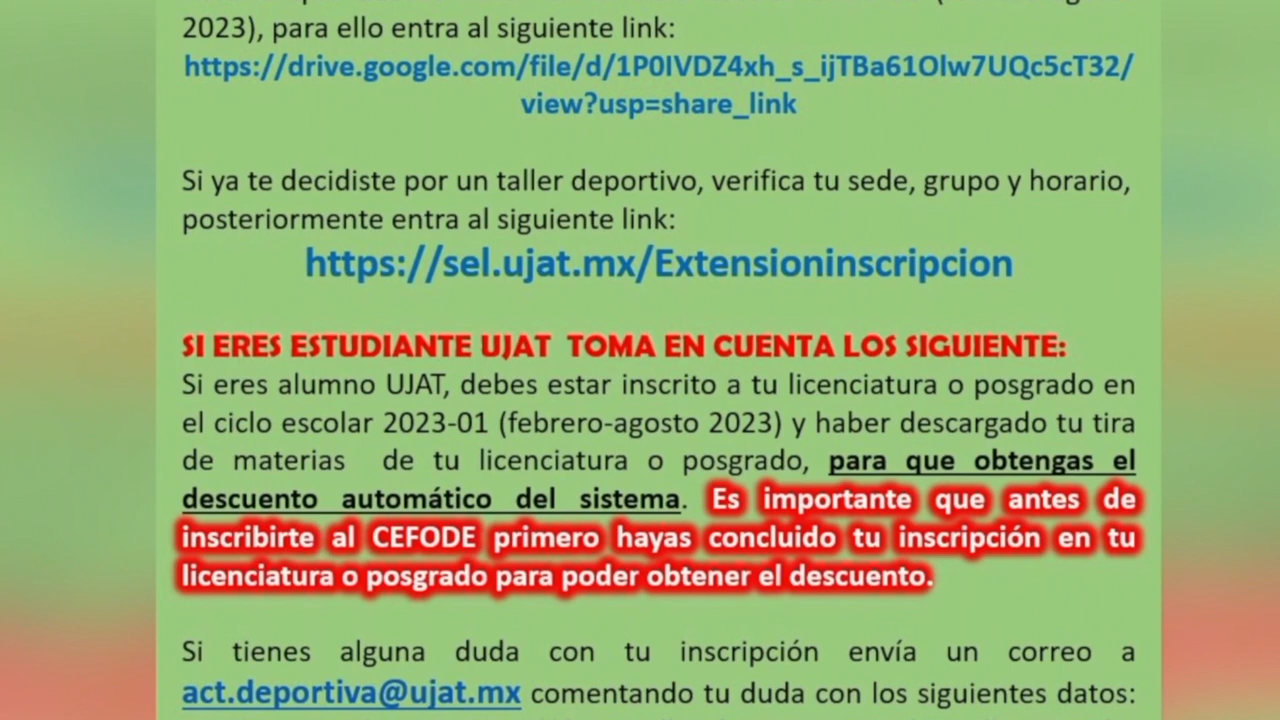 2023), para ello entra al siguiente link:
https://drive.google.com/file/d/1P0IVDZ4xh_s_ijTBa61Olw7UQc5cT32/
view?usp=share_link
Si ya te decidiste por un taller deportivo, verifica tu sede, grupo y horario,
posteriormente entra al siguiente link:
https://sel.ujat.mx/Extensioninscripcion
SI ERES ESTUDIANTE UJAT TOMA EN CUENTA LOS SIGUIENTE:
Si eres alumno UJAT, debes estar inscrito a tu licenciatura o posgrado en
el ciclo escolar 2023-01 (febrero-agosto 2023) y haber descargado tu tira
de materias de tu licenciatura o posgrado, para que obtengas el
descuento automático del sistema. Es importante que antes de
inscribirte al CEFODE primero hayas concluido tu inscripción en tu
licenciatura o posgrado para poder obtener el descuento.
Si tienes alguna duda con tu inscripción envía un correo a
act.deportiva@ujat.mx comentando tu duda con los siguientes datos: